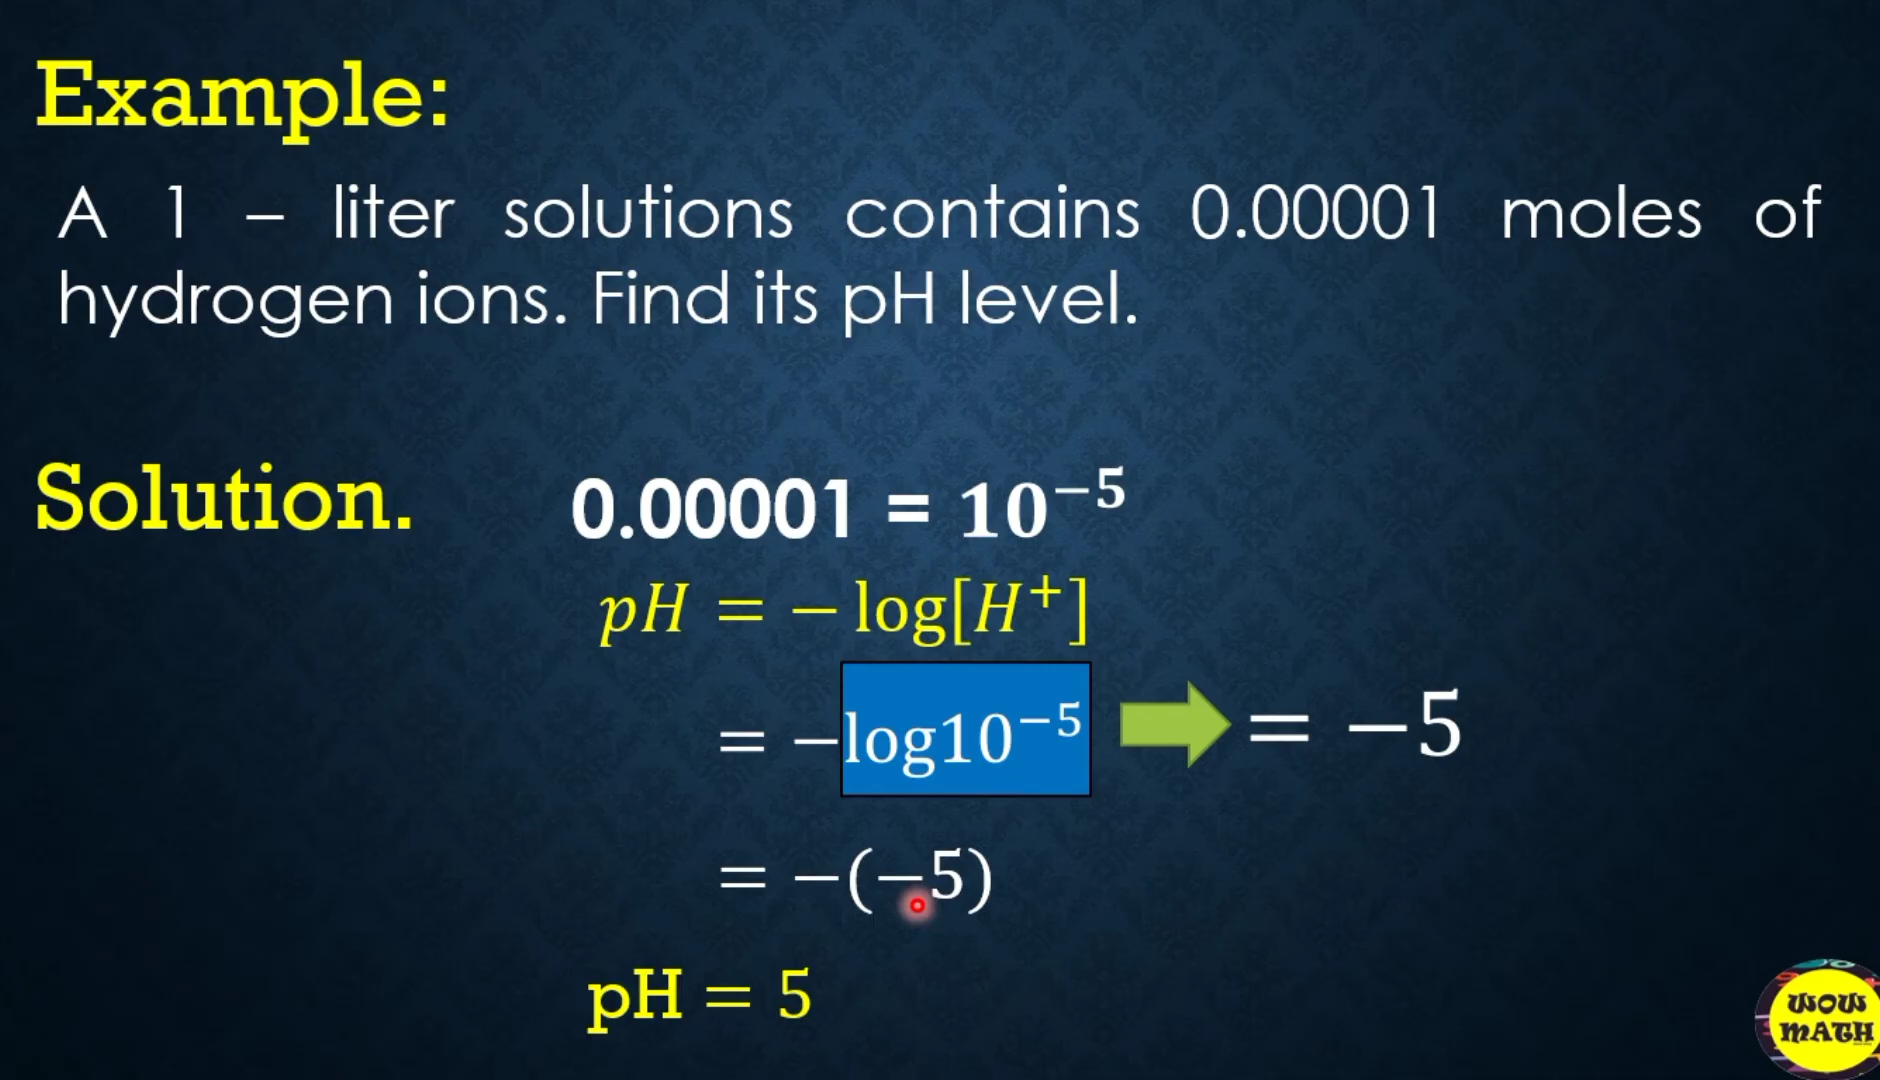 Example:
A 1 – liter solutions contains 0.00001 moles of
hydrogen ions. Find its pH level.
Solution.
0.00001 = 10⁻⁵
pH = − log[H⁺]
= −log10⁻⁵ = −5
= −(−5)
pH = 5
WOW
MATH